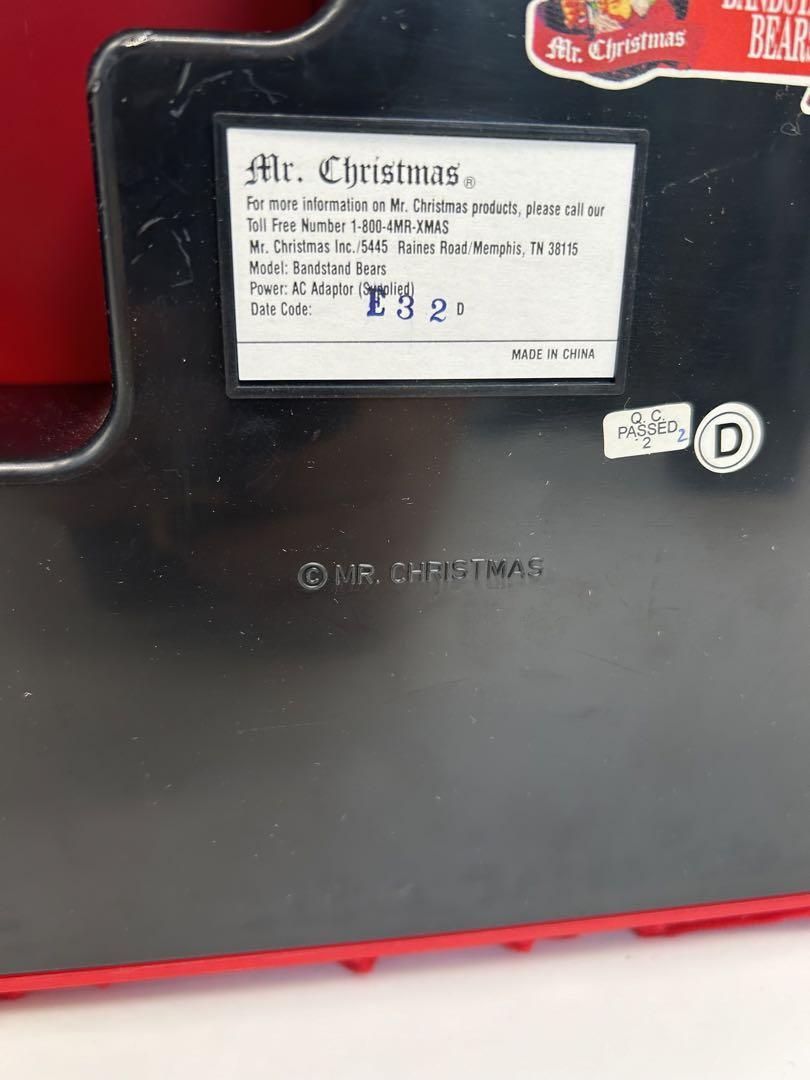 Mr. Christmas
BEARS
Mr. Christmas®
For more information on Mr. Christmas products, please call our
Toll Free Number 1-800-4MR-XMAS
Mr. Christmas Inc./5445 Raines Road/Memphis, TN 38115
Model: Bandstand Bears
Power: AC Adaptor (Supplied)
Date Code: E 3 2 D
MADE IN CHINA
Q. C.
PASSED
2 2
D
© MR. CHRISTMAS